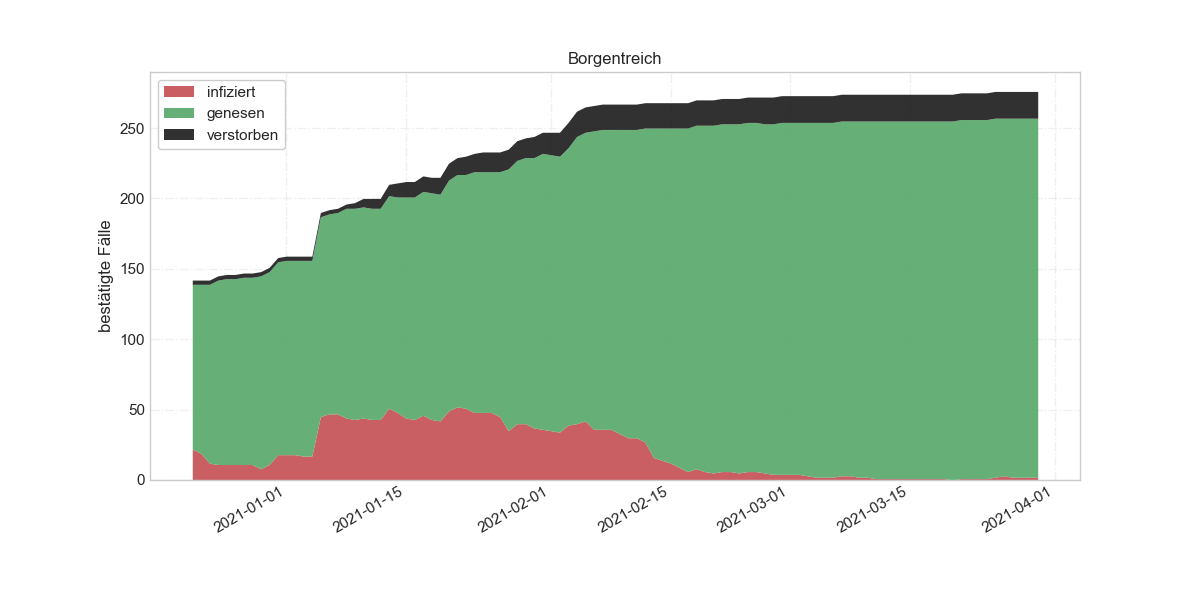 Borgentreich
infiziert
genesen
verstorben
bestätigte Fälle
250
200
150
100
50
0
2021-01-01
2021-01-15
2021-02-01
2021-02-15
2021-03-01
2021-03-15
2021-04-01